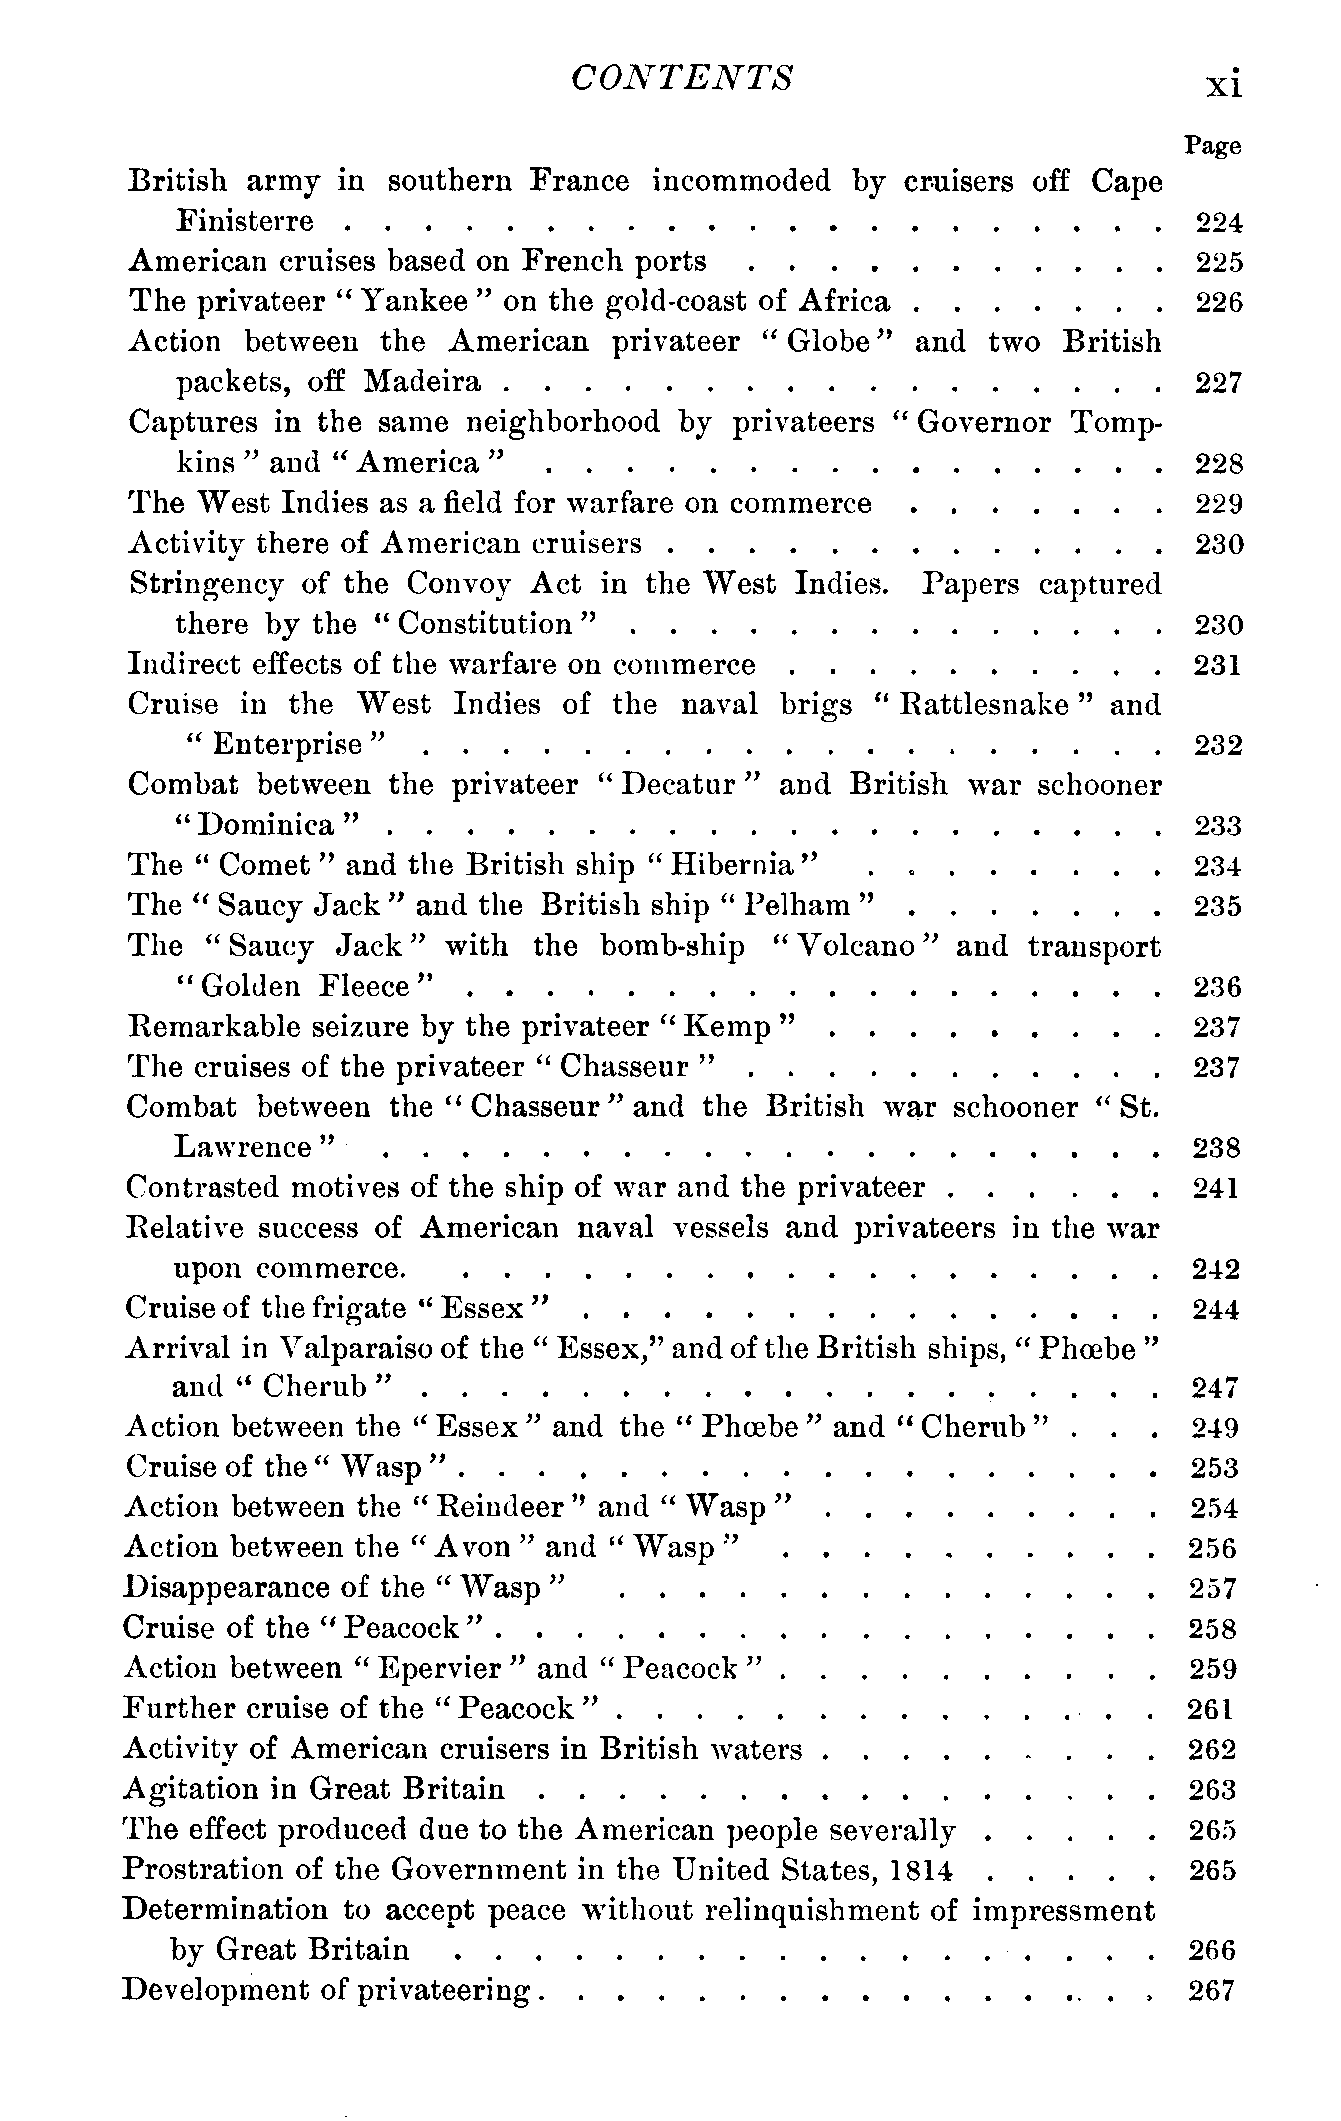 CONTENTS xi
Page
British army in southern France incommoded by cruisers off Cape
Finisterre . . . . . . . . . . . . . . . . . . . . . 224
American cruises based on French ports . . . . . . . . . . . 225
The privateer “ Yankee ” on the gold-coast of Africa . . . . . . . 226
Action between the American privateer “ Globe ” and two British
packets, off Madeira . . . . . . . . . . . . . . . . . 227
Captures in the same neighborhood by privateers “ Governor Tomp-
kins ” and “ America ” . . . . . . . . . . . . . . . . 228
The West Indies as a field for warfare on commerce . . . . . . . 229
Activity there of American cruisers . . . . . . . . . . . . . 230
Stringency of the Convoy Act in the West Indies. Papers captured
there by the “ Constitution ” . . . . . . . . . . . . . . 230
Indirect effects of the warfare on commerce . . . . . . . . . . 231
Cruise in the West Indies of the naval brigs “ Rattlesnake ” and
“ Enterprise ” . . . . . . . . . . . . . . . . . . . 232
Combat between the privateer “ Decatur ” and British war schooner
“ Dominica ” . . . . . . . . . . . . . . . . . . . . 233
The “ Comet ” and the British ship “ Hibernia ” . . . . . . . . 234
The “ Saucy Jack ” and the British ship “ Pelham ” . . . . . . . 235
The “ Saucy Jack ” with the bomb-ship “ Volcano ” and transport
“ Golden Fleece ” . . . . . . . . . . . . . . . . . . 236
Remarkable seizure by the privateer “ Kemp ” . . . . . . . . . 237
The cruises of the privateer “ Chasseur ” . . . . . . . . . . . 237
Combat between the “ Chasseur ” and the British war schooner “ St.
Lawrence ” . . . . . . . . . . . . . . . . . . . . 238
Contrasted motives of the ship of war and the privateer . . . . . . 241
Relative success of American naval vessels and privateers in the war
upon commerce. . . . . . . . . . . . . . . . . . . 242
Cruise of the frigate “ Essex ” . . . . . . . . . . . . . . . 244
Arrival in Valparaiso of the “ Essex,” and of the British ships, “ Phœbe ”
and “ Cherub ” . . . . . . . . . . . . . . . . . . . 247
Action between the “ Essex ” and the “ Phœbe ” and “ Cherub ” . . . 249
Cruise of the “ Wasp ” . . . . . . . . . . . . . . . . . . 253
Action between the “ Reindeer ” and “ Wasp ” . . . . . . . . . 254
Action between the “ Avon ” and “ Wasp ” . . . . . . . . . . 256
Disappearance of the “ Wasp ” . . . . . . . . . . . . . . 257
Cruise of the “ Peacock ” . . . . . . . . . . . . . . . . . 258
Action between “ Epervier ” and “ Peacock ” . . . . . . . . . . 259
Further cruise of the “ Peacock ” . . . . . . . . . . . . . . 261
Activity of American cruisers in British waters . . . . . . . . . 262
Agitation in Great Britain . . . . . . . . . . . . . . . . 263
The effect produced due to the American people severally . . . . . 265
Prostration of the Government in the United States, 1814 . . . . . 265
Determination to accept peace without relinquishment of impressment
by Great Britain . . . . . . . . . . . . . . . . . . 266
Development of privateering . . . . . . . . . . . . . . . . 267